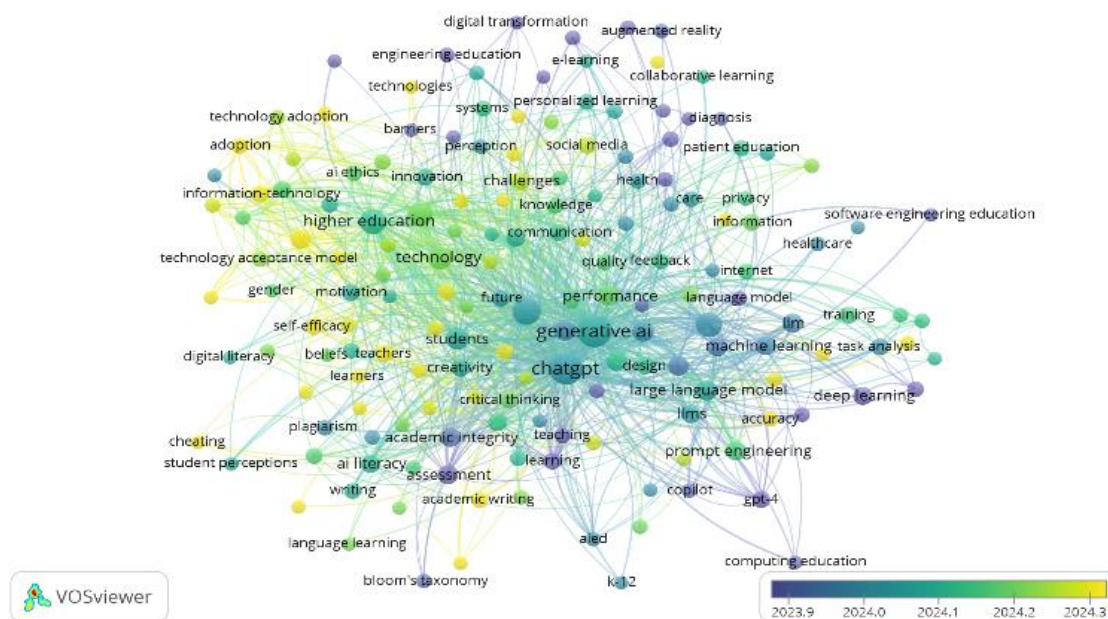 digital transformation
augmented reality
engineering education
e-learning
technologies
collaborative learning
systems
personalized learning
technology adoption
diagnosis
barriers
adoption
perception
social media
patient education
ai ethics
innovation
challenges
health
information-technology
knowledge
care
privacy
higher education
communication
information
software engineering education
technology acceptance model
technology
healthcare
quality
feedback
internet
gender
motivation
future
performance
language model
self-efficacy
generative ai
llm
training
students
machine learning
task analysis
digital literacy
beliefs
teachers
creativity
chatgpt
design
learners
large language model
deep learning
critical thinking
llms
accuracy
plagiarism
academic integrity
teaching
cheating
prompt engineering
student perceptions
ai literacy
assessment
learning
writing
academic writing
copilot
gpt-4
language learning
aied
computing education
bloom's taxonomy
k-12
VOSviewer
2023.9 2024.0 2024.1 2024.2 2024.3